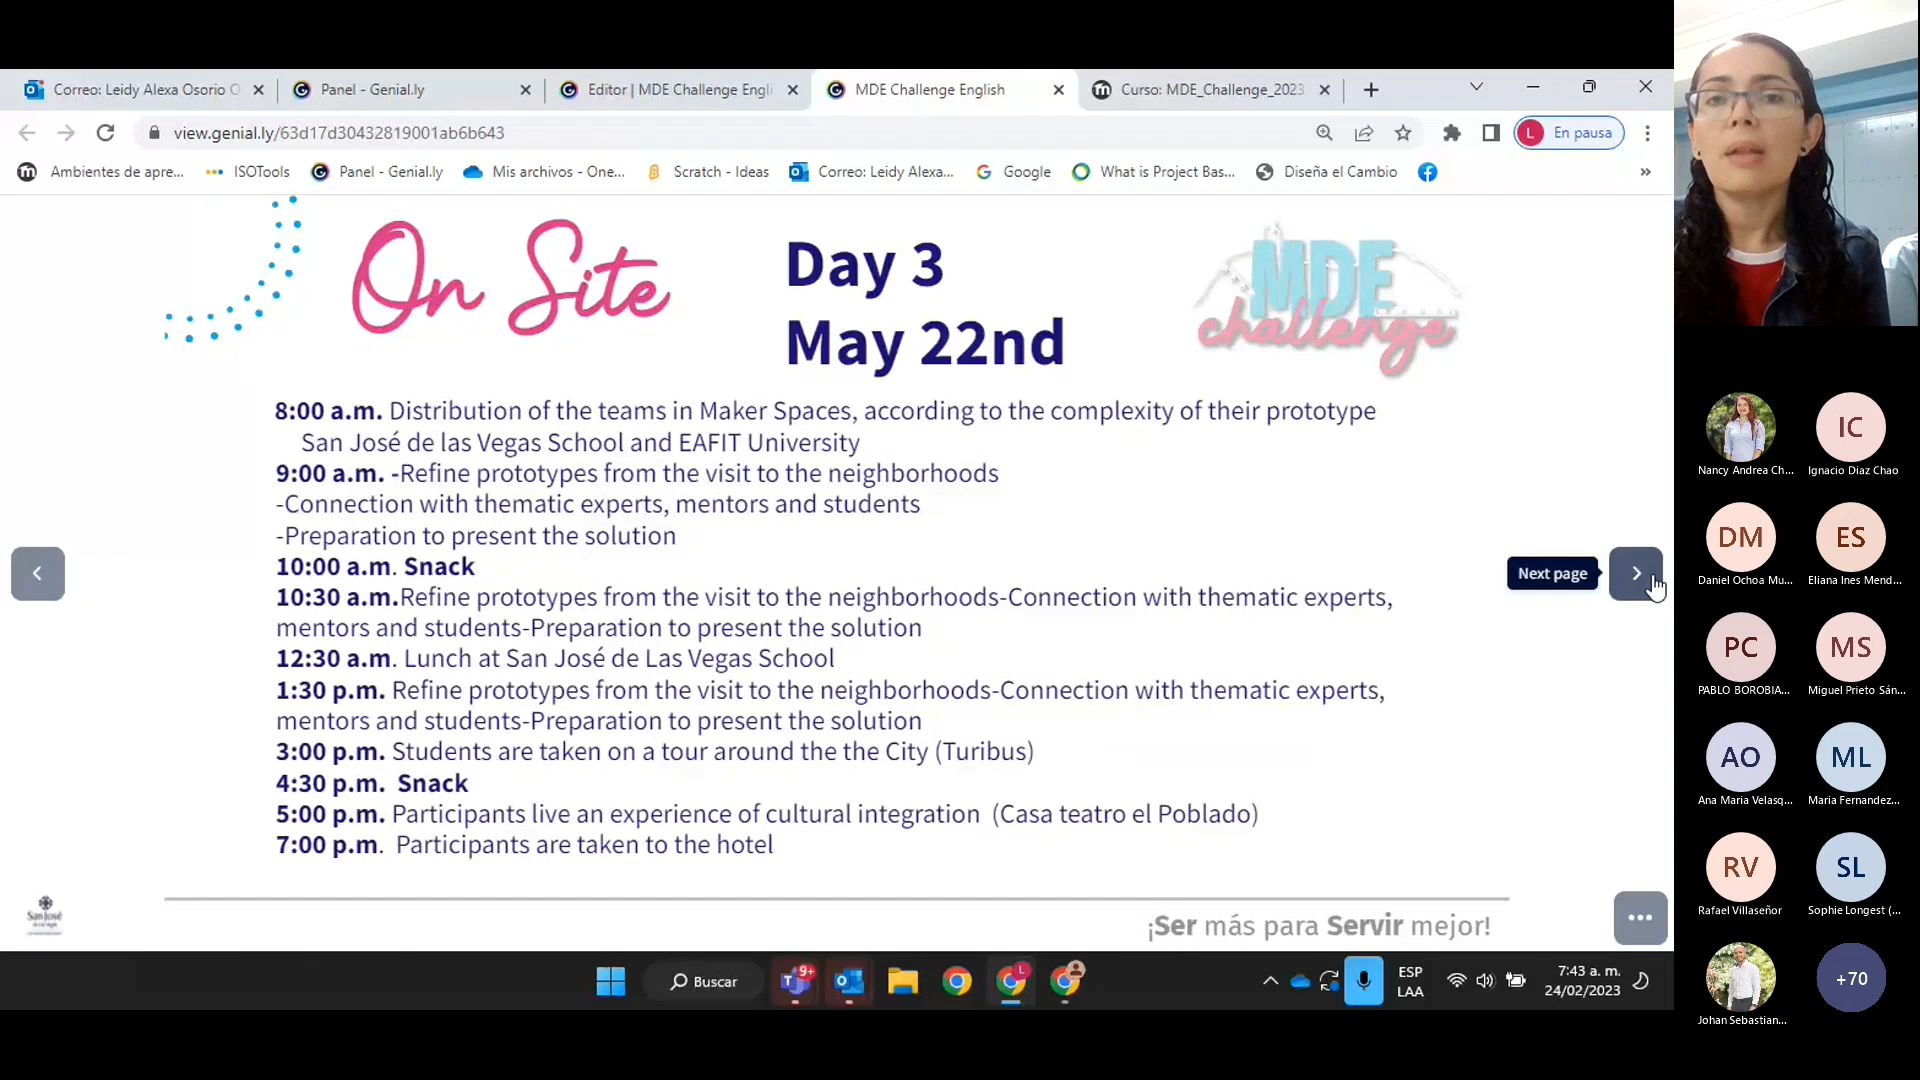 Correo: Leidy Alexa Osorio O
Panel - Genial.ly
Editor | MDE Challenge Engli
MDE Challenge English
Curso: MDE_Challenge_2023
view.genial.ly/63d17d30432819001ab6b643
L En pausa
Ambientes de apre...
ISOTools
Panel - Genial.ly
Mis archivos - One...
Scratch - Ideas
Correo: Leidy Alexa...
Google
What is Project Bas...
Diseña el Cambio
»
On Site
Day 3
May 22nd
MDE
challenge
8:00 a.m. Distribution of the teams in Maker Spaces, according to the complexity of their prototype
San José de las Vegas School and EAFIT University
9:00 a.m. -Refine prototypes from the visit to the neighborhoods
-Connection with thematic experts, mentors and students
-Preparation to present the solution
10:00 a.m. Snack
10:30 a.m.Refine prototypes from the visit to the neighborhoods-Connection with thematic experts,
mentors and students-Preparation to present the solution
12:30 a.m. Lunch at San José de Las Vegas School
1:30 p.m. Refine prototypes from the visit to the neighborhoods-Connection with thematic experts,
mentors and students-Preparation to present the solution
3:00 p.m. Students are taken on a tour around the the City (Turibus)
4:30 p.m. Snack
5:00 p.m. Participants live an experience of cultural integration (Casa teatro el Poblado)
7:00 p.m. Participants are taken to the hotel
Next page
San José
¡Ser más para Servir mejor!
Buscar
9+
L
ESP
LAA
7:43 a. m.
24/02/2023
Nancy Andrea Ch...
IC
Ignacio Diaz Chao
DM
Daniel Ochoa Mu...
ES
Eliana Ines Mend...
PC
PABLO BOROBIA...
MS
Miguel Prieto Sán...
AO
Ana Maria Velasq...
ML
Maria Fernandez...
RV
Rafael Villaseñor
SL
Sophie Longest (...
Johan Sebastian...
+70